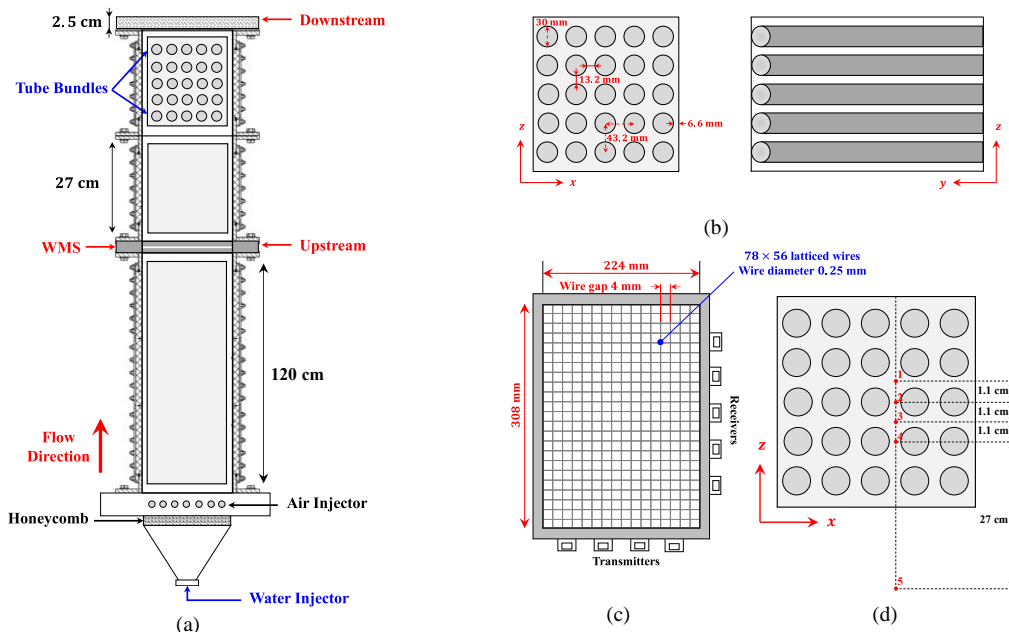 2.5 cm
Downstream
Tube Bundles
27 cm
WMS
Upstream
120 cm
Flow
Direction
Air Injector
Honeycomb
Water Injector
(a)
30 mm
13.2 mm
43.2 mm
6.6 mm
z
x
z
y
(b)
78 × 56 latticed wires
Wire diameter 0.25 mm
224 mm
Wire gap 4 mm
308 mm
Receivers
Transmitters
(c)
1
2
3
4
5
1.1 cm
1.1 cm
1.1 cm
27 cm
z
x
(d)